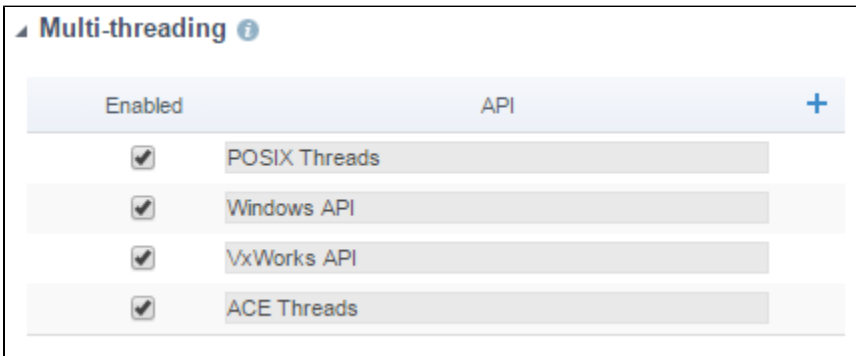 Multi-threading
Enabled API +
POSIX Threads
Windows API
VxWorks API
ACE Threads